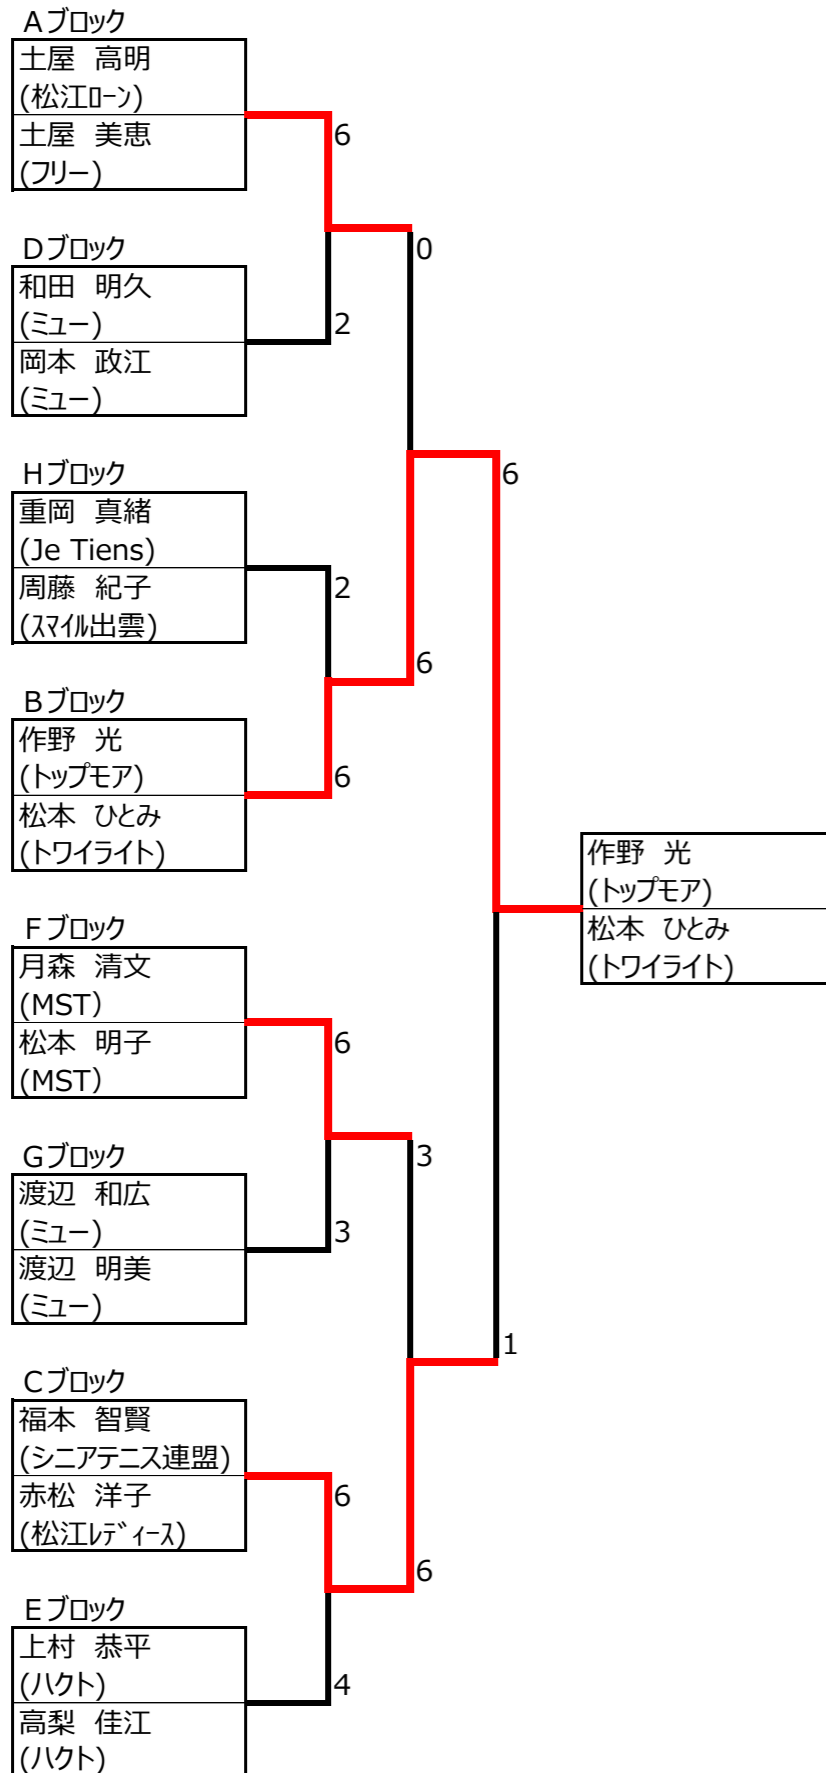 Aブロック
土屋　高明
(松江ﾛｰﾝ)
土屋　美恵
(フリー)
6
0
Dブロック
和田　明久
(ミュー)
岡本　政江
(ミュー)
2
Hブロック
重岡　真緒
(Je Tiens)
周藤　紀子
(ｽﾏｲﾙ出雲)
2
6
6
Bブロック
作野　光
(トップモア)
松本　ひとみ
(トワイライト)
6
作野　光
(トップモア)
松本　ひとみ
(トワイライト)
Fブロック
月森　清文
(MST)
松本　明子
(MST)
6
3
Gブロック
渡辺　和広
(ミュー)
渡辺　明美
(ミュー)
3
1
Cブロック
福本　智賢
(シニアテニス連盟)
赤松　洋子
(松江ﾚﾃﾞｨｰｽ)
6
6
Eブロック
上村　恭平
(ハクト)
高梨　佳江
(ハクト)
4